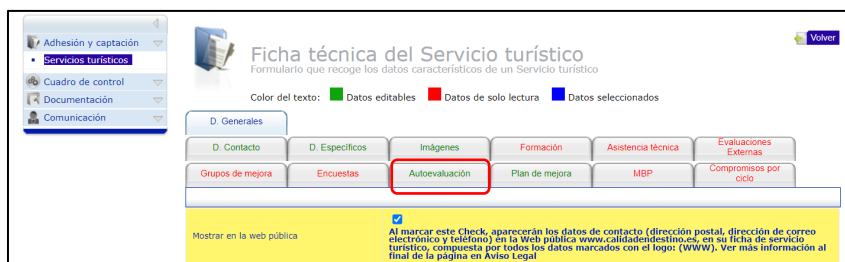 Adhesión y captación
Servicios turísticos
Cuadro de control
Documentación
Comunicación
Volver
Ficha técnica del Servicio turístico
Formulario que recoge los datos característicos de un Servicio turístico
Color del texto: Datos editables Datos de solo lectura Datos seleccionados
D. Generales
D. Contacto D. Específicos Imágenes Formación Asistencia técnica Evaluaciones Externas
Grupos de mejora Encuestas Autoevaluación Plan de mejora MBP Compromisos por ciclo
Mostrar en la web pública
Al marcar este Check, aparecerán los datos de contacto (dirección postal, dirección de correo
electrónico y teléfono) en la Web pública www.calidadendestino.es, en su ficha de servicio
turístico, compuesta por todos los datos marcados con el logo: (WWW). Ver más información al
final de la página en Aviso Legal